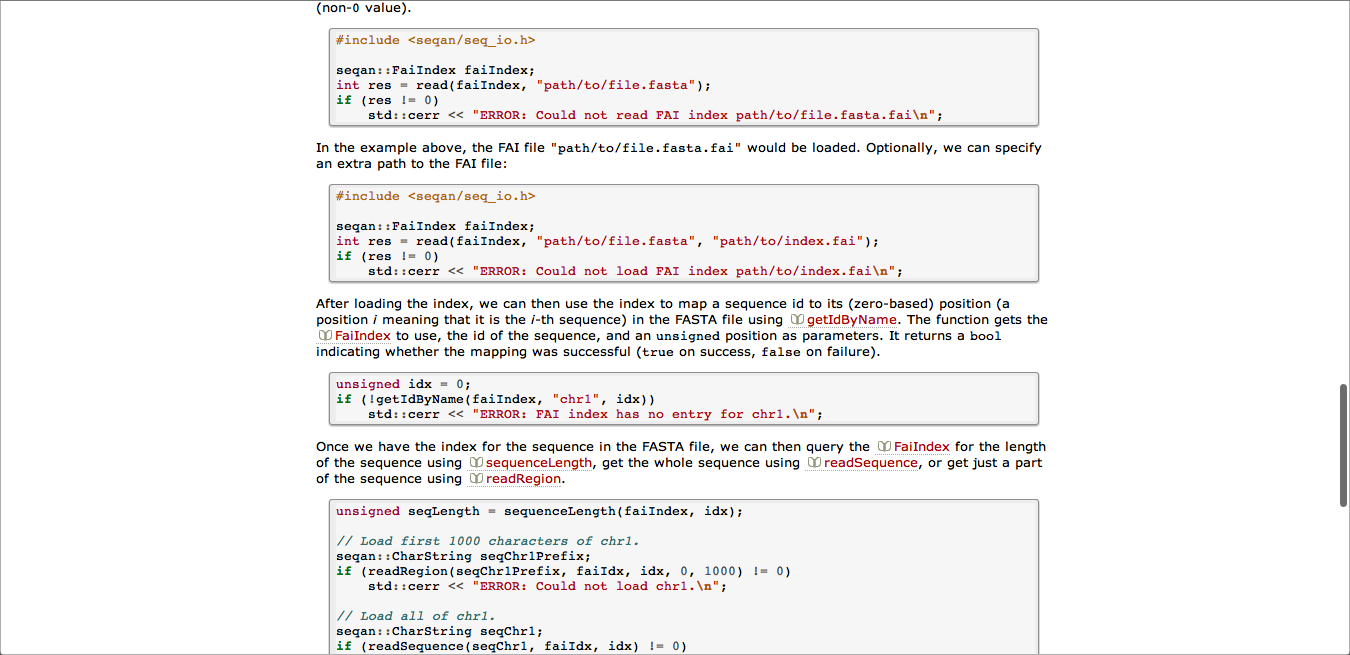 (non-0 value).
#include <seqan/seq_io.h>
seqan::FaiIndex faiIndex;
int res = read(faiIndex, "path/to/file.fasta");
if (res != 0)
    std::cerr << "ERROR: Could not read FAI index path/to/file.fasta.fai\n";
In the example above, the FAI file "path/to/file.fasta.fai" would be loaded. Optionally, we can specify
an extra path to the FAI file:
#include <seqan/seq_io.h>
seqan::FaiIndex faiIndex;
int res = read(faiIndex, "path/to/file.fasta", "path/to/index.fai");
if (res != 0)
    std::cerr << "ERROR: Could not load FAI index path/to/index.fai\n";
After loading the index, we can then use the index to map a sequence id to its (zero-based) position (a
position i meaning that it is the i-th sequence) in the FASTA file using getIdByName. The function gets the
FaiIndex to use, the id of the sequence, and an unsigned position as parameters. It returns a bool
indicating whether the mapping was successful (true on success, false on failure).
unsigned idx = 0;
if (!getIdByName(faiIndex, "chr1", idx))
    std::cerr << "ERROR: FAI index has no entry for chr1.\n";
Once we have the index for the sequence in the FASTA file, we can then query the FaiIndex for the length
of the sequence using sequenceLength, get the whole sequence using readSequence, or get just a part
of the sequence using readRegion.
unsigned seqLength = sequenceLength(faiIndex, idx);
// Load first 1000 characters of chr1.
seqan::CharString seqChr1Prefix;
if (readRegion(seqChr1Prefix, faiIdx, idx, 0, 1000) != 0)
    std::cerr << "ERROR: Could not load chr1.\n";
// Load all of chr1.
seqan::CharString seqChr1;
if (readSequence(seqChr1, faiIdx, idx) != 0)